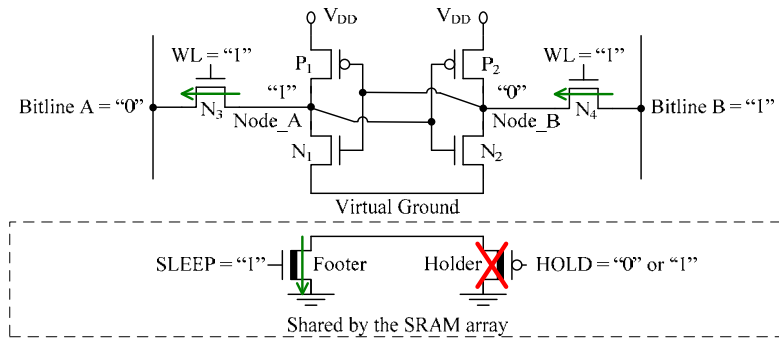 V_DD V_DD
WL = “1” WL = “1”
P_1 P_2
“1” “0”
Bitline A = “0” N_3 Node_A Node_B N_4 Bitline B = “1”
N_1 N_2
Virtual Ground
SLEEP = “1” Footer Holder HOLD = “0” or “1”
Shared by the SRAM array